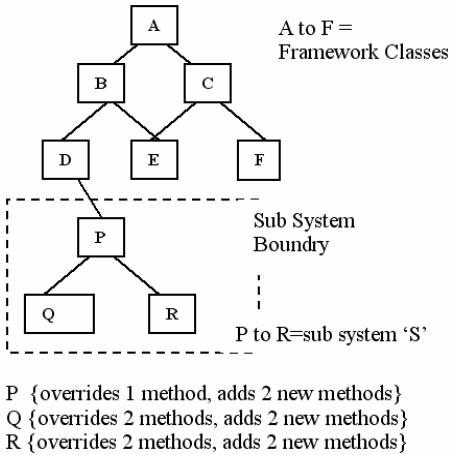 A
A to F =
Framework Classes
B
C
D
E
F
Sub System
Boundry
P
Q
R
P to R=sub system ‘S’
P {overrides 1 method, adds 2 new methods}
Q {overrides 2 methods, adds 2 new methods}
R {overrides 2 methods, adds 2 new methods}